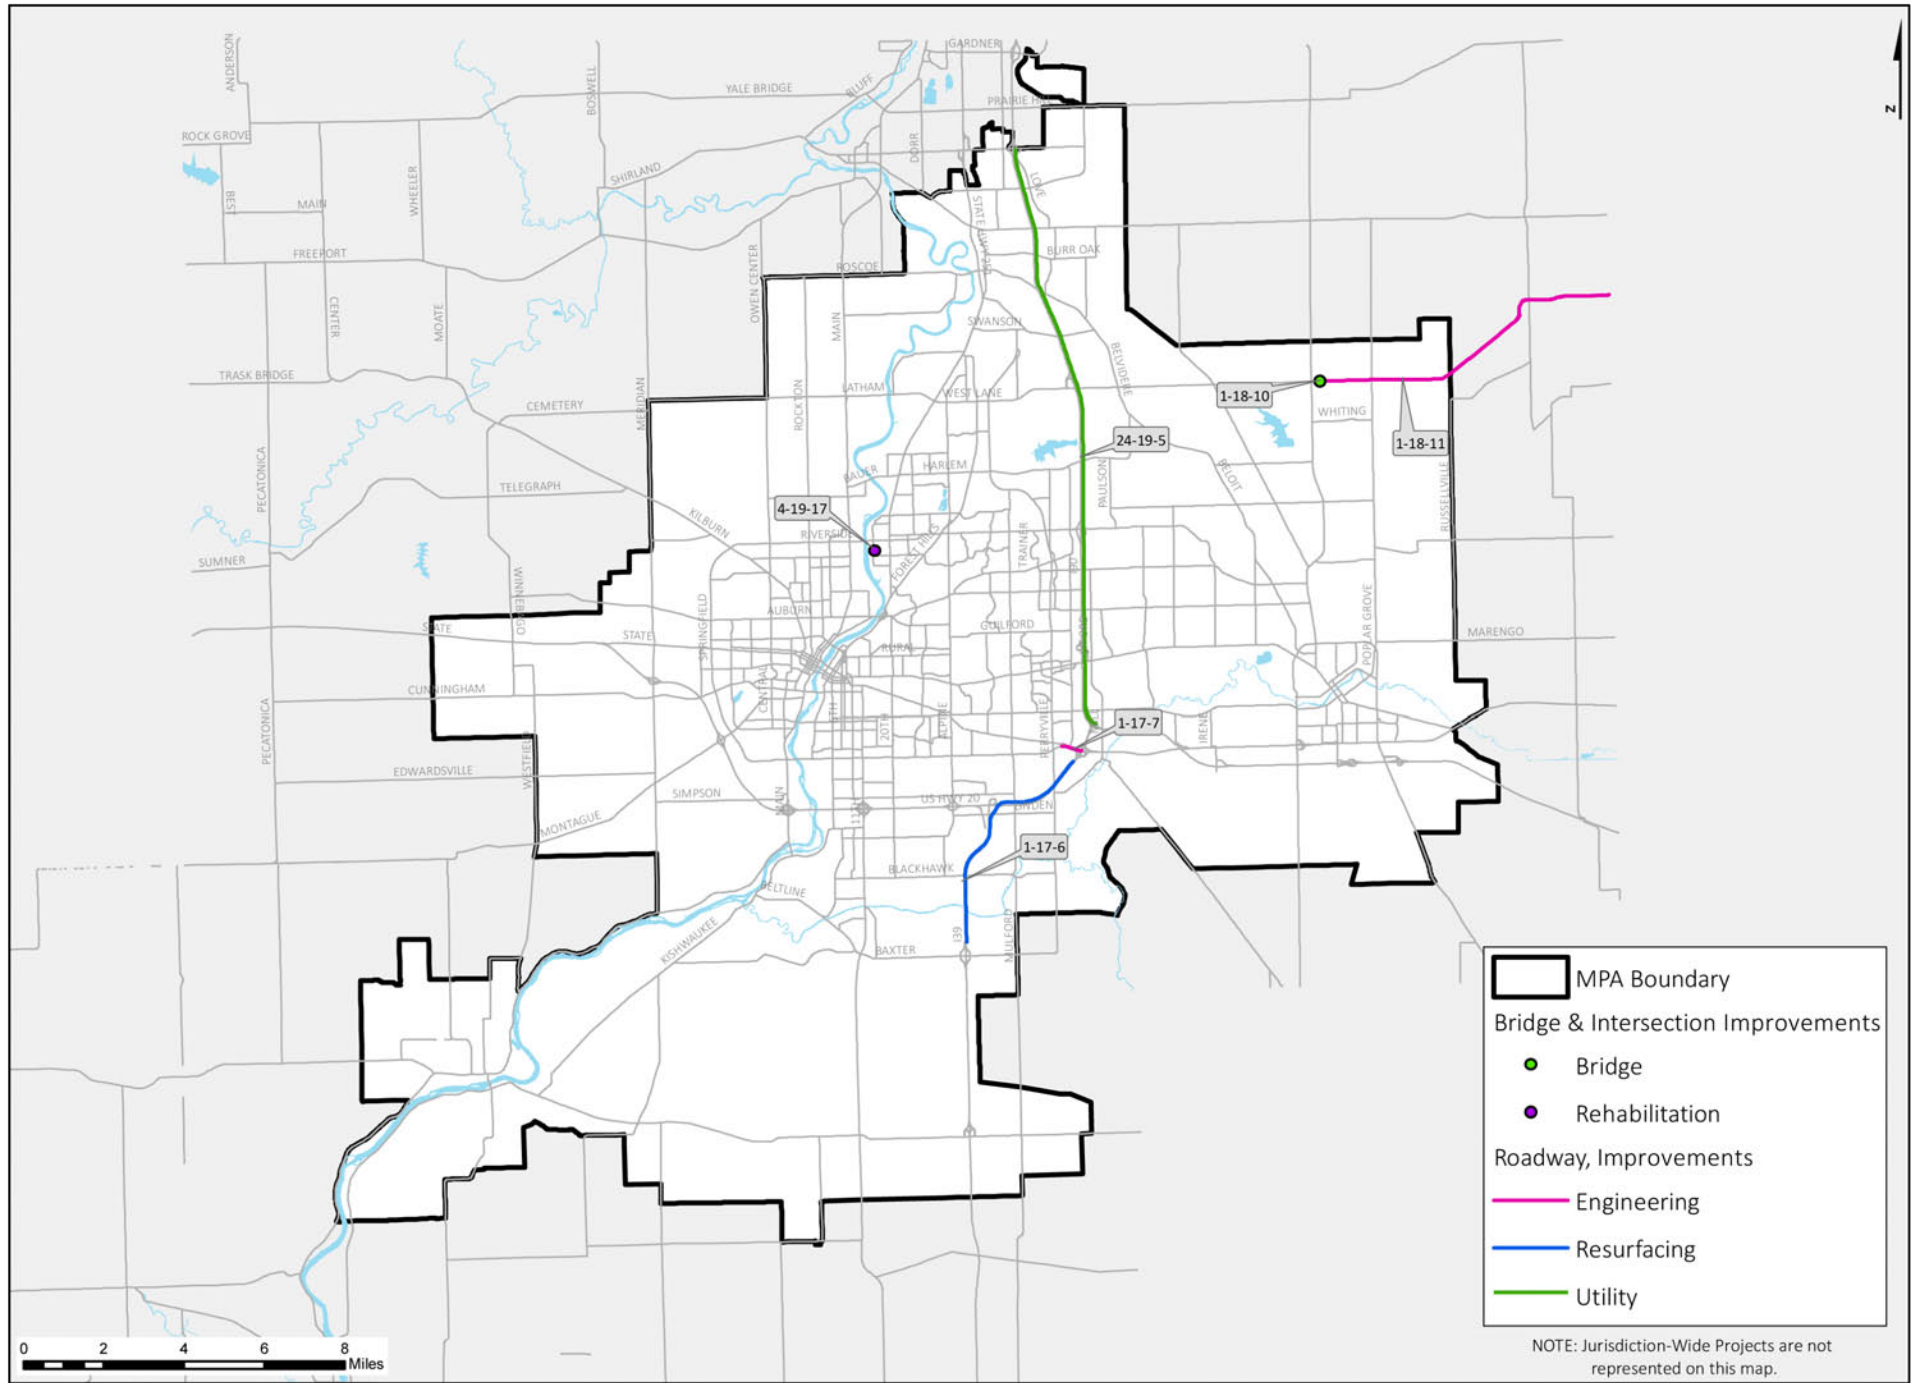 GARDNER
ANDERSON
BOSWELL
YALE BRIDGE
BLUFF
PRAIRIE HILL
ROCK GROVE
DORR
SHIRLAND
WHEELER
LOVE
BEST
MAIN
STATE HWY 251
FREEPORT
BURR OAK
OWEN CENTER
ROSCOE
CENTER
MOATE
MAIN
SWANSON
BELVIDERE
TRASK BRIDGE
LATHAM
WEST LANE
1-18-10
CEMETERY
MERIDIAN
ROCKTON
WHITING
24-19-5
1-18-11
PECATONICA
BAUER
HARLEM
PAULSON
BELOIT
TELEGRAPH
RUSSELLVILLE
4-19-17
KILBURN
RIVERSIDE
FOREST HILLS
TRAINER
I90
SUMNER
WINNEBAGO
SPRINGFIELD
AUBURN
GUILFORD
POPLAR GROVE
STATE
STATE
RURAL
MARENGO
CUNNINGHAM
CENTRAL
PECATONICA
WESTFIELD
4TH
20TH
ALPINE
PERRYVILLE
1-17-7
IRENE
EDWARDSVILLE
SIMPSON
MAIN
11TH
US HWY 20
LINDEN
MONTAGUE
1-17-6
BLACKHAWK
BELTLINE
KISHWAUKEE
I39
MULFORD
BAXTER
MPA Boundary
Bridge & Intersection Improvements
Bridge
Rehabilitation
Roadway, Improvements
Engineering
Resurfacing
Utility
0 2 4 6 8
Miles
NOTE: Jurisdiction-Wide Projects are not
represented on this map.
Z